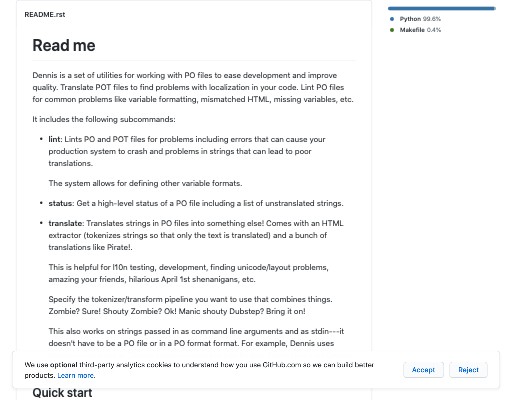 README.rst
Read me
Dennis is a set of utilities for working with PO files to ease development and improve
quality. Translate POT files to find problems with localization in your code. Lint PO files
for common problems like variable formatting, mismatched HTML, missing variables, etc.
It includes the following subcommands:
• lint: Lints PO and POT files for problems including errors that can cause your
production system to crash and problems in strings that can lead to poor
translations.
The system allows for defining other variable formats.
• status: Get a high-level status of a PO file including a list of unstranslated strings.
• translate: Translates strings in PO files into something else! Comes with an HTML
extractor (tokenizes strings so that only the text is translated) and a bunch of
translations like Pirate!.
This is helpful for l10n testing, development, finding unicode/layout problems,
amazing your friends, hilarious April 1st shenanigans, etc.
Specify the tokenizer/transform pipeline you want to use that combines things.
Zombie? Sure! Shouty Zombie? Ok! Manic shouty Dubstep? Bring it on!
This also works on strings passed in as command line arguments and as stdin---it
doesn't have to be a PO file or in a PO format format. For example, Dennis uses
Quick start
Python 99.6%
Makefile 0.4%
We use optional third-party analytics cookies to understand how you use GitHub.com so we can build better
products. Learn more.
Accept
Reject